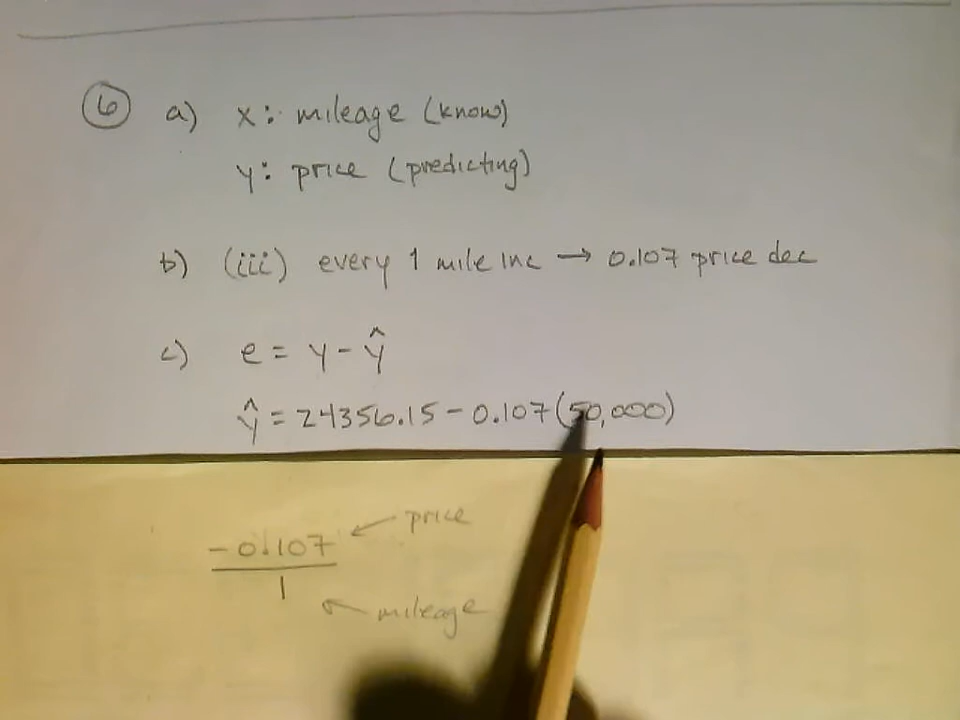 6 a) x: mileage (know)
y: price (predicting)
b) (iii) every 1 mile inc → 0.107 price dec
c) e = y - ŷ
ŷ = 24356.15 - 0.107(50,000)
-0.107 ← price
1 ← mileage